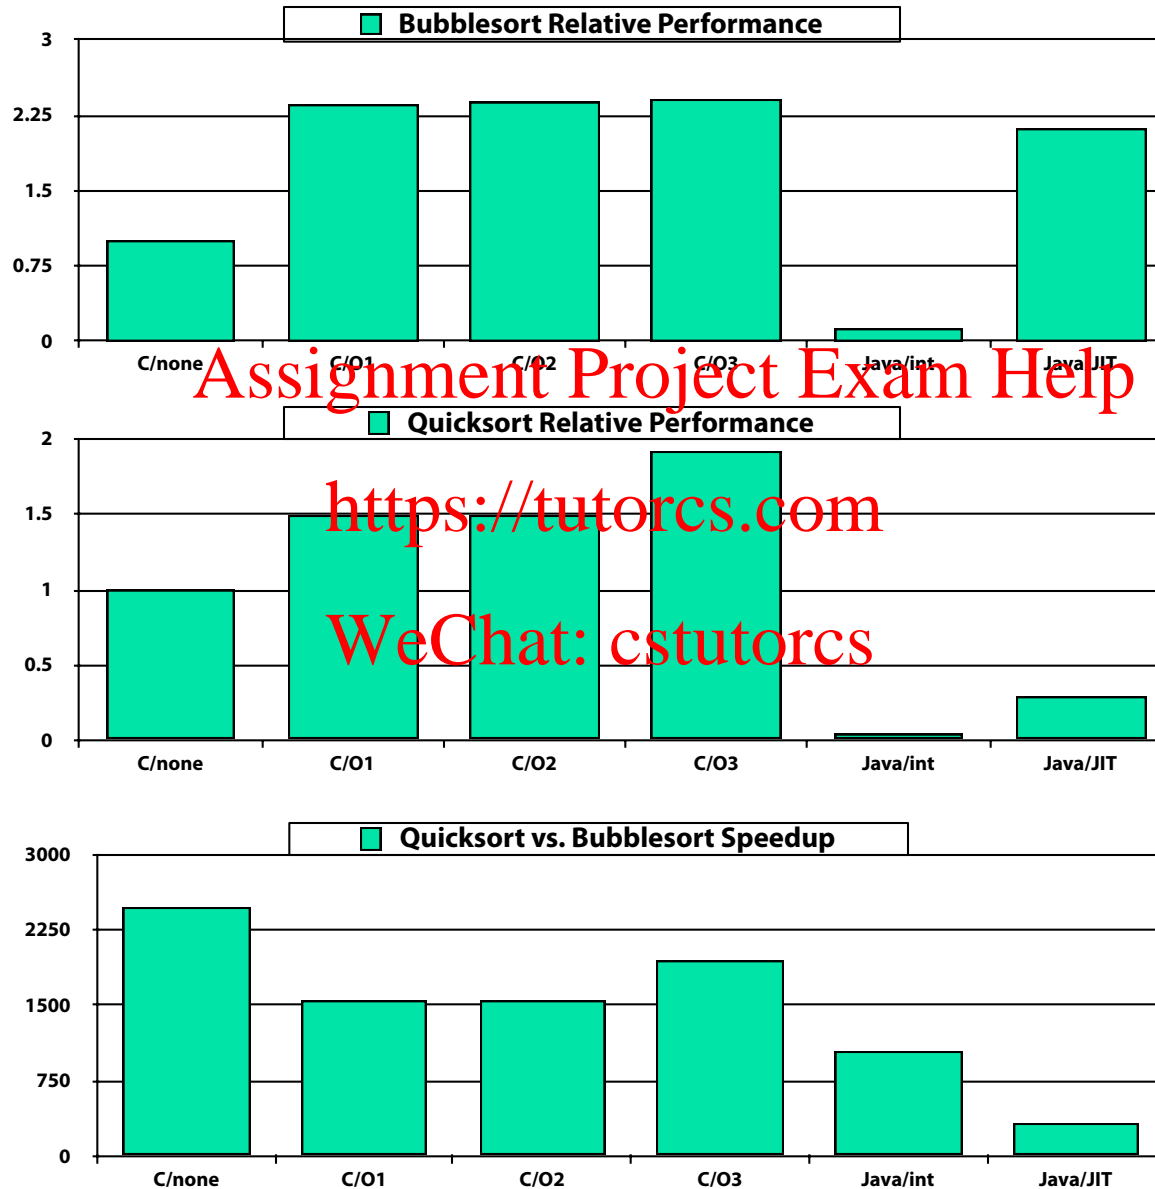 Bubblesort Relative Performance
3
2.25
1.5
0.75
0
C/none C/O1 C/O2 C/O3 Java/int Java/JIT
Assignment Project Exam Help
Quicksort Relative Performance
2
1.5
https://tutorcs.com
1
WeChat: cstutorcs
0.5
0
C/none C/O1 C/O2 C/O3 Java/int Java/JIT
Quicksort vs. Bubblesort Speedup
3000
2250
1500
750
0
C/none C/O1 C/O2 C/O3 Java/int Java/JIT